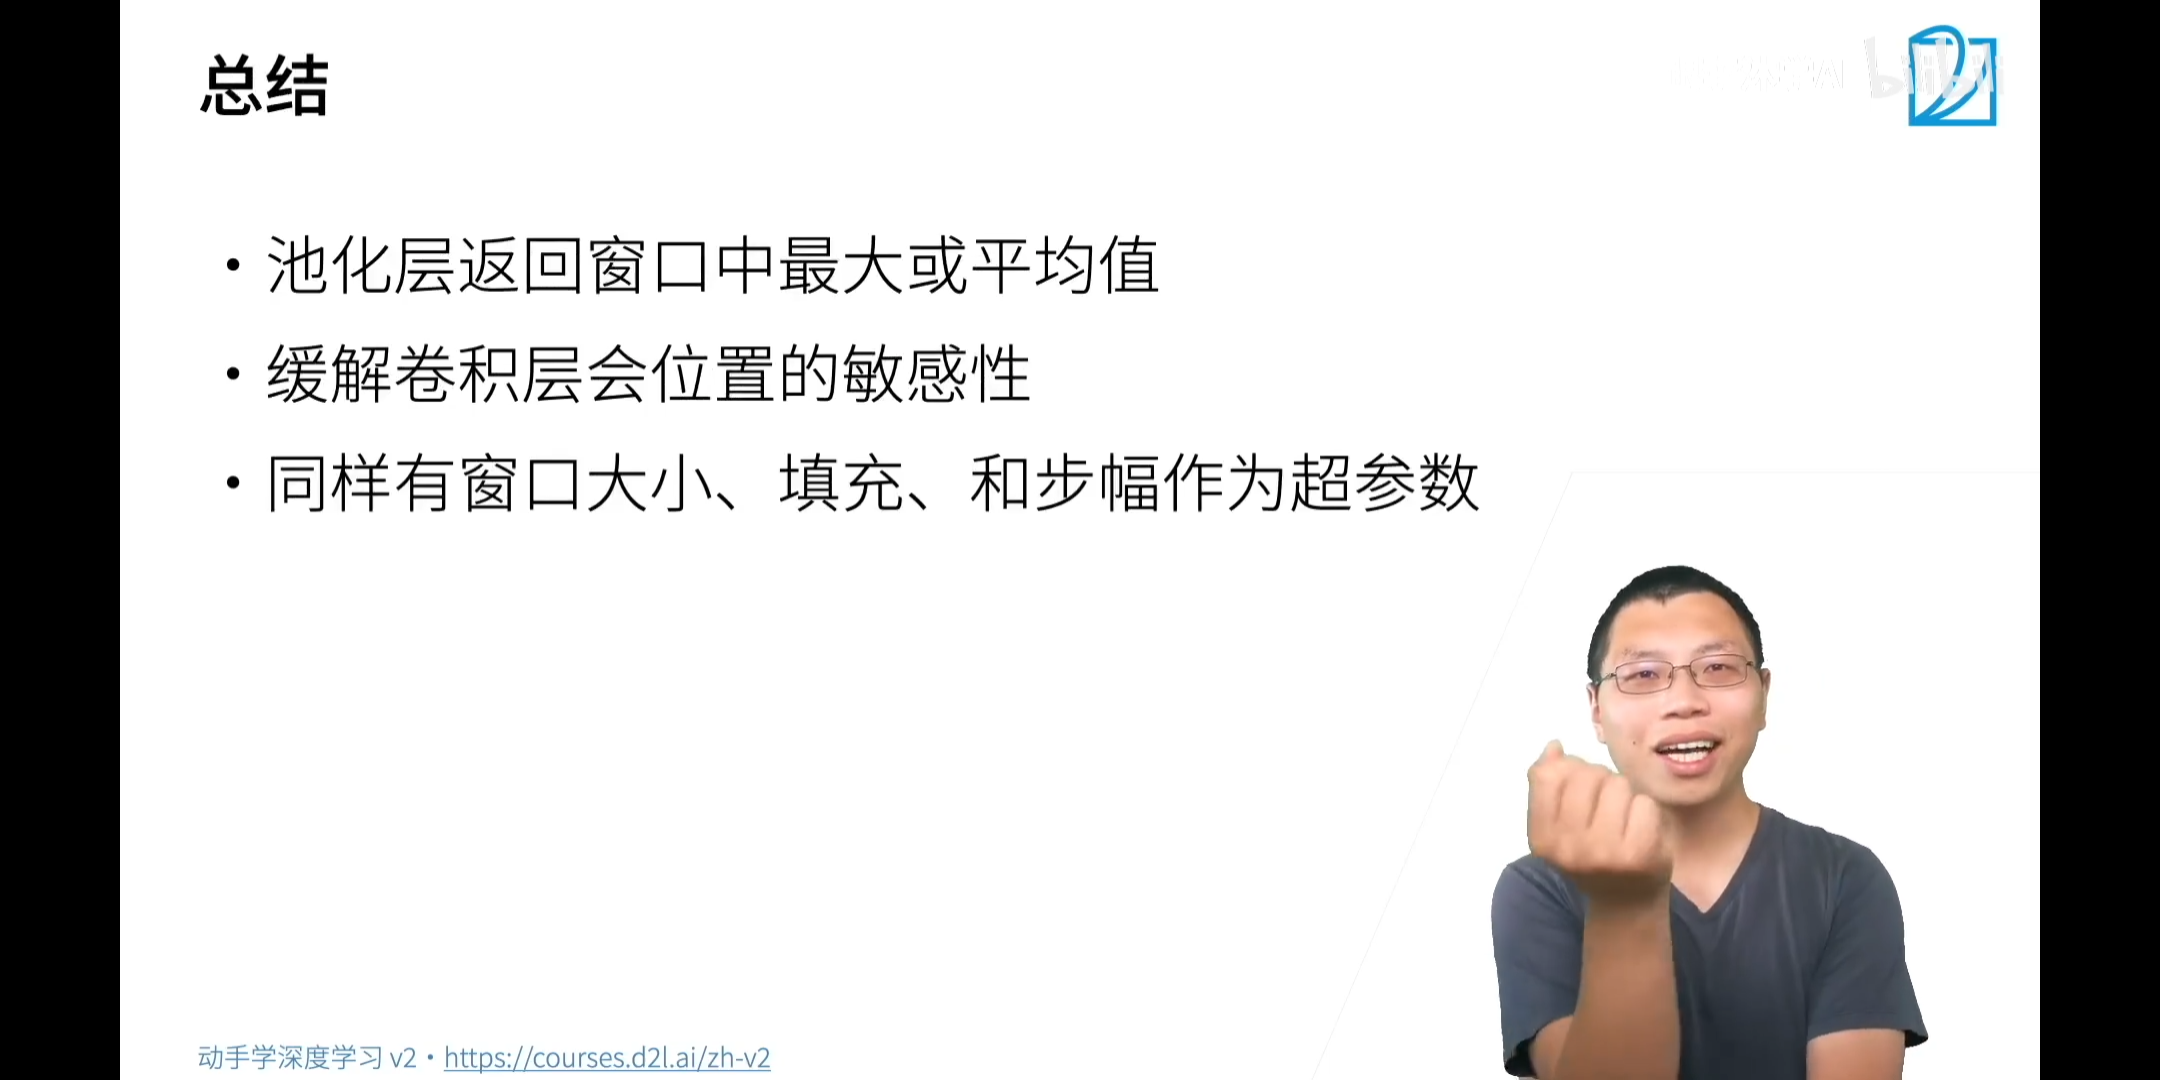 总结
bilibili
• 池化层返回窗口中最大或平均值
• 缓解卷积层会位置的敏感性
• 同样有窗口大小、填充、和步幅作为超参数
动手学深度学习 v2 • https://courses.d2l.ai/zh-v2